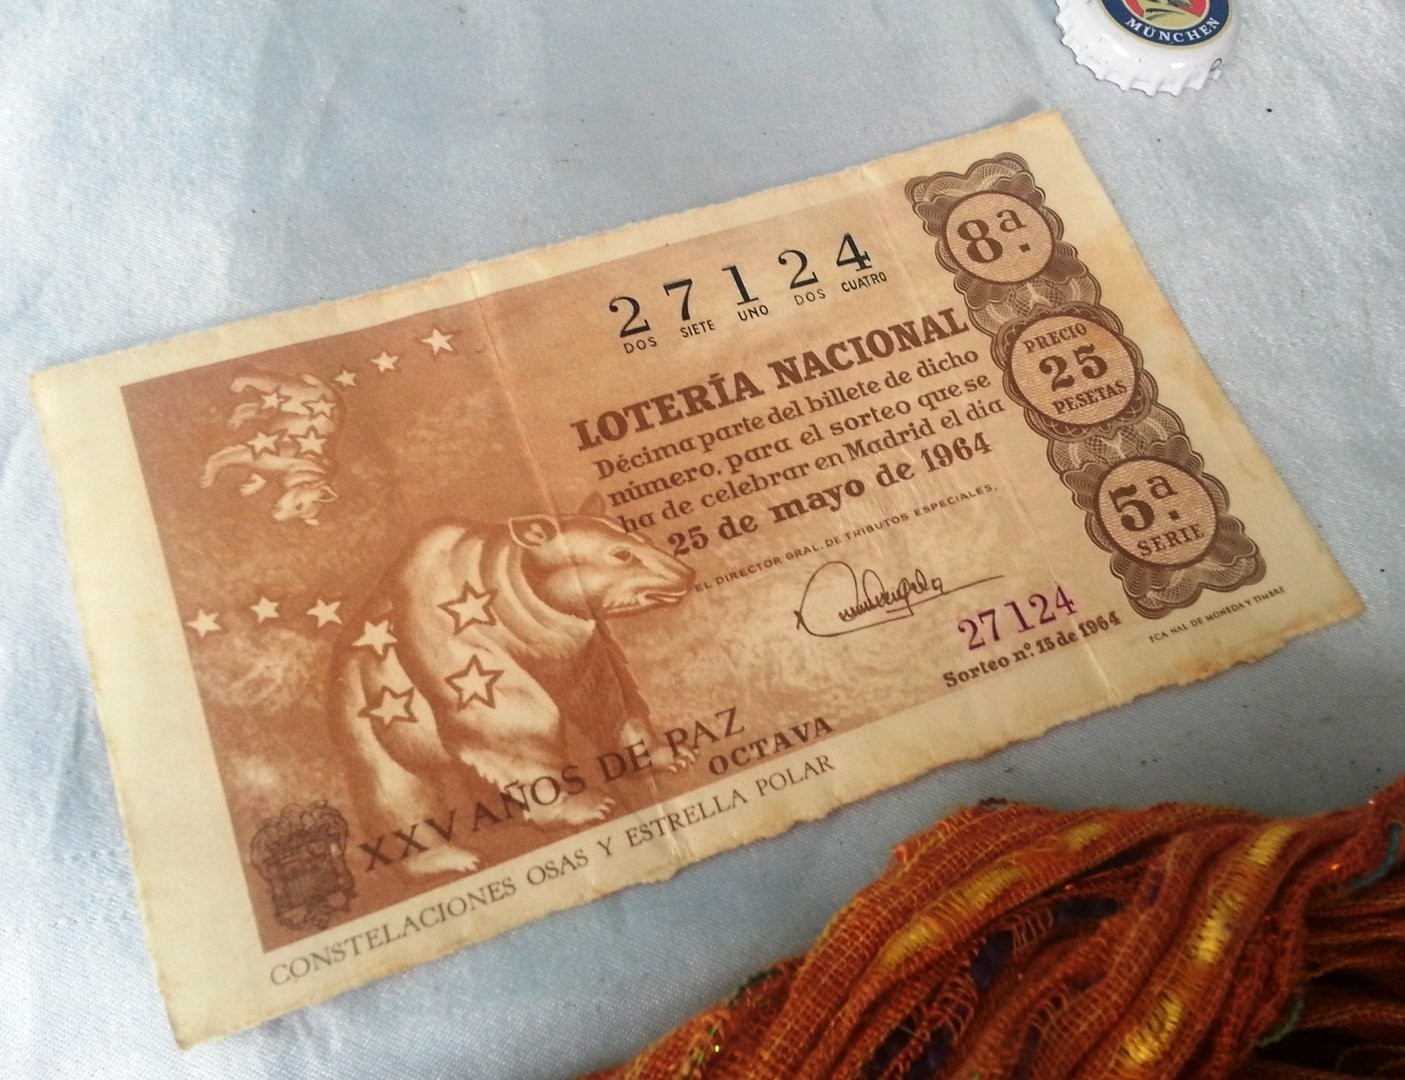 MÜNCHEN
27124
DOS SIETE UNO DOS CUATRO
LOTERÍA NACIONAL
Décima parte del billete de dicho
número, para el sorteo que se
ha de celebrar en Madrid el día
25 de mayo de 1964
EL DIRECTOR GRAL. DE TRIBUTOS ESPECIALES,
27124
Sorteo nº. 15 de 1964
8ª.
PRECIO
25
PESETAS
5ª.
SERIE
FCA. NAL. DE MONEDA Y TIMBRE
XXV AÑOS DE PAZ
OCTAVA
CONSTELACIONES OSAS Y ESTRELLA POLAR